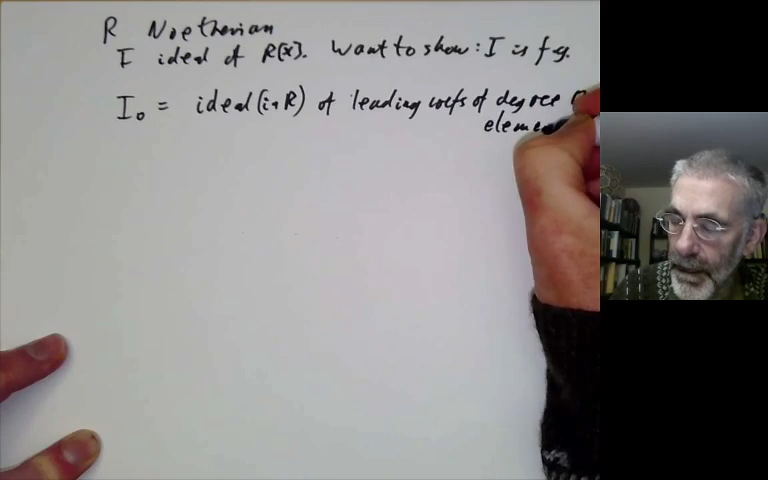 R Noetherian
I ideal of R[x]. Want to show: I is f.g.
I₀ = ideal (in R) of leading coefs of degree